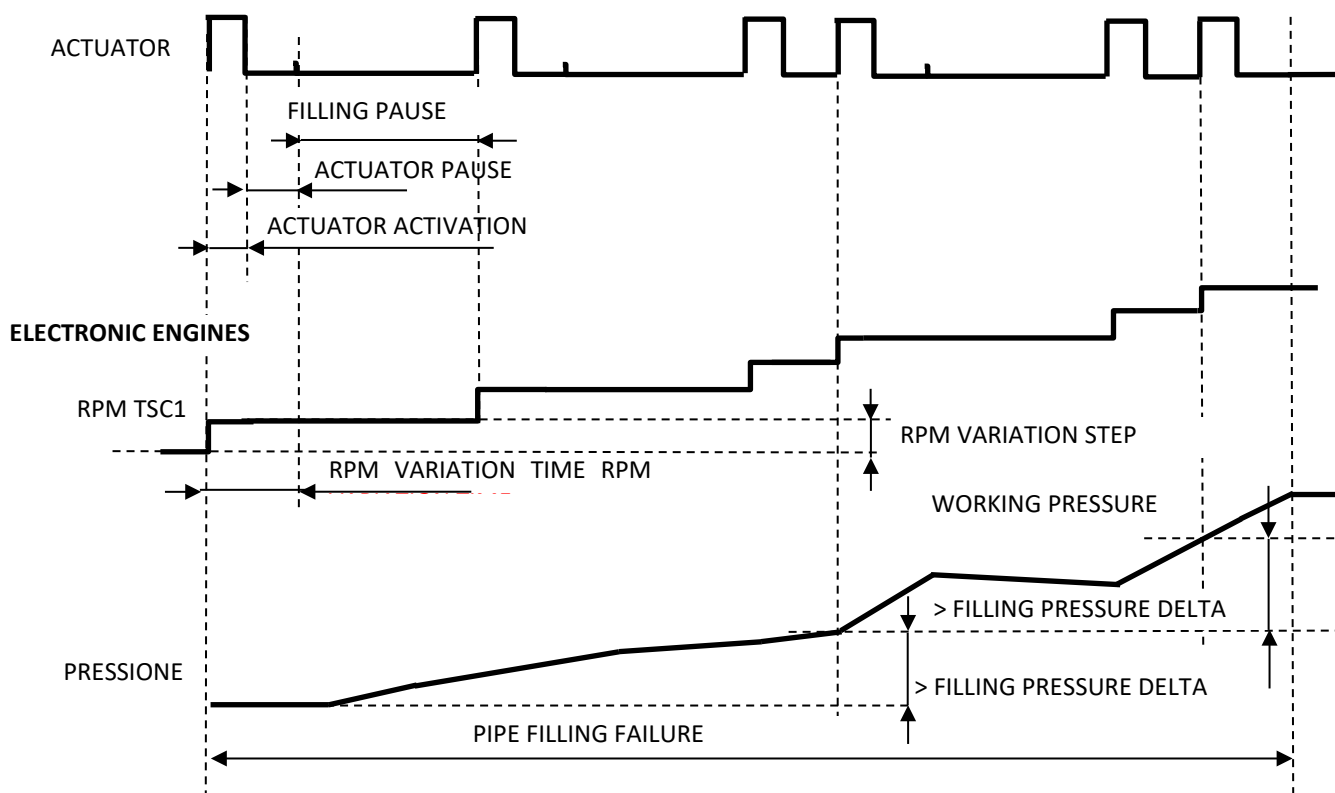 ACTUATOR
FILLING PAUSE
ACTUATOR PAUSE
ACTUATOR ACTIVATION
ELECTRONIC ENGINES
RPM TSC1
RPM VARIATION STEP
RPM VARIATION TIME RPM
WORKING PRESSURE
> FILLING PRESSURE DELTA
PRESSIONE
> FILLING PRESSURE DELTA
PIPE FILLING FAILURE